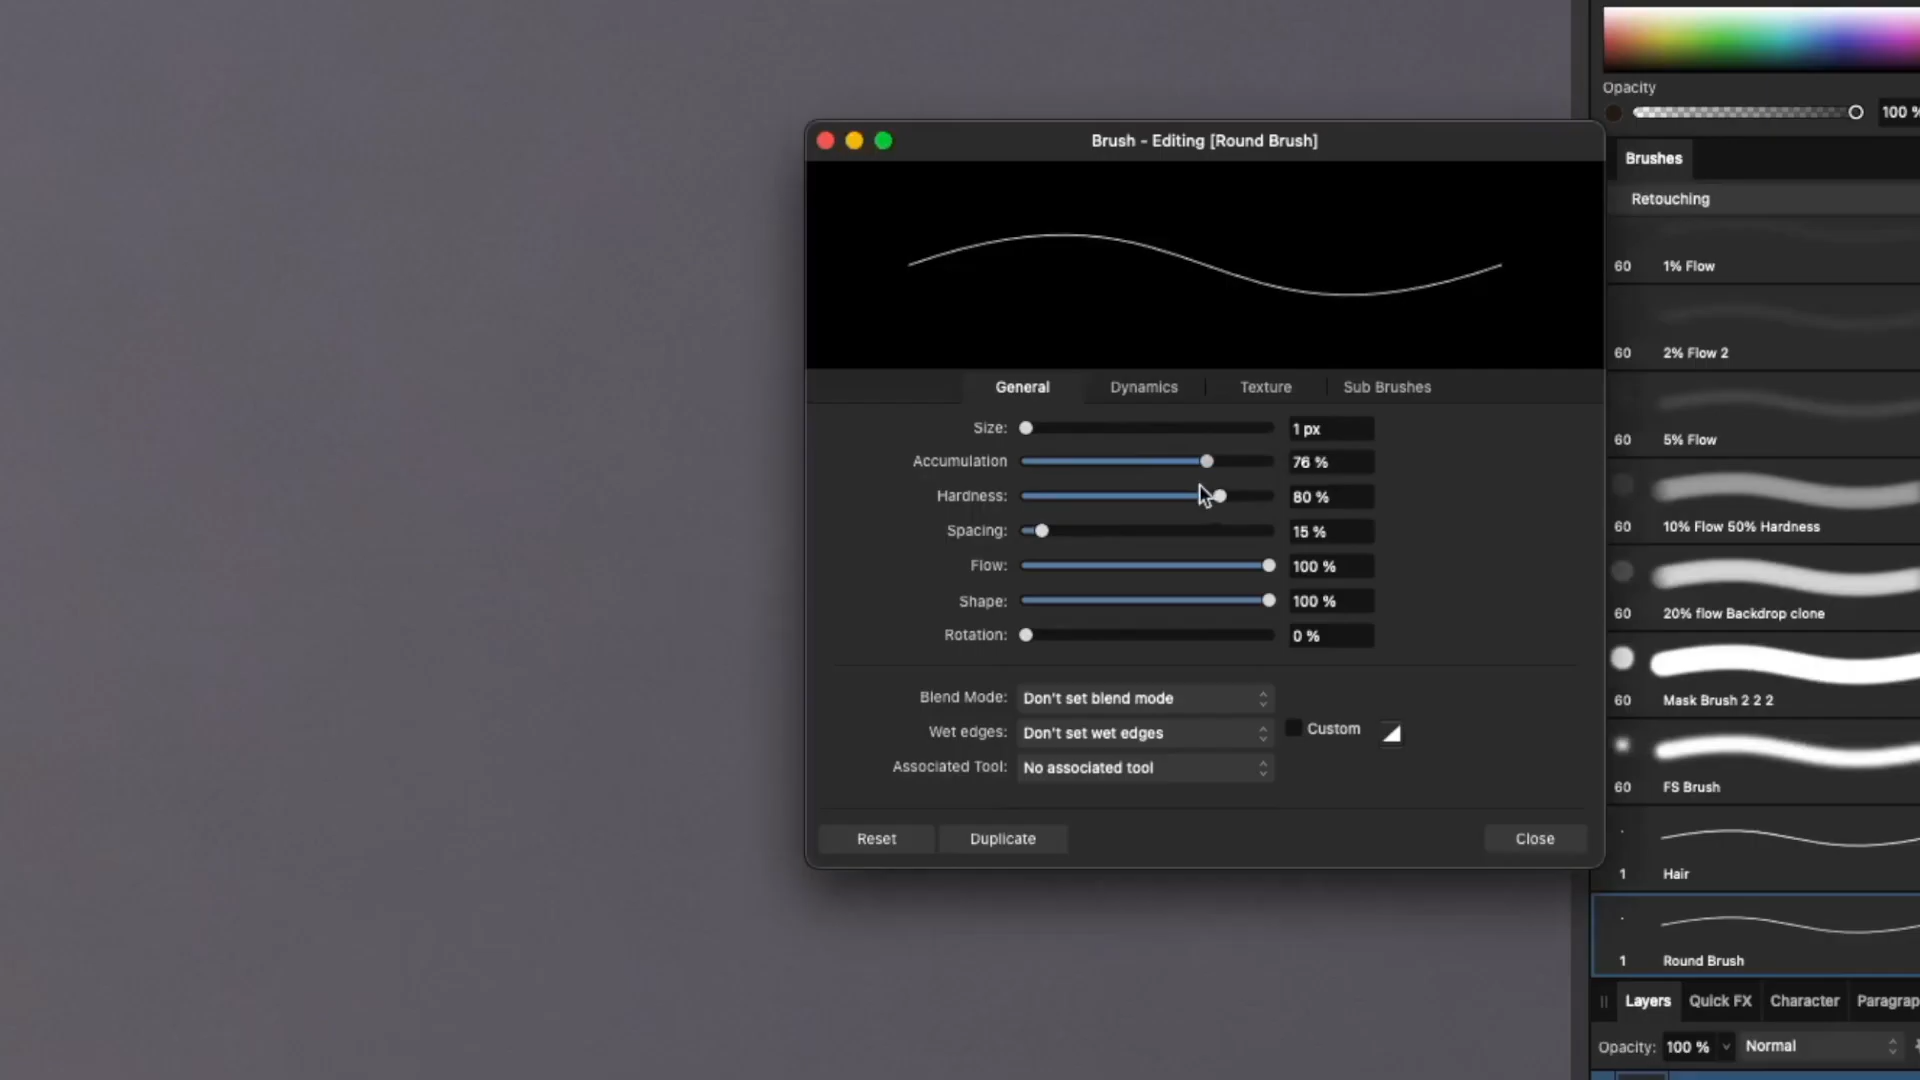 Opacity
100 %
Brush - Editing [Round Brush]
Brushes
Retouching
60 1% Flow
60 2% Flow 2
60 5% Flow
60 10% Flow 50% Hardness
60 20% flow Backdrop clone
60 Mask Brush 2 2 2
60 FS Brush
1 Hair
1 Round Brush
General Dynamics Texture Sub Brushes
Size: 1 px
Accumulation 76 %
Hardness: 80 %
Spacing: 15 %
Flow: 100 %
Shape: 100 %
Rotation: 0 %
Blend Mode: Don't set blend mode
Wet edges: Don't set wet edges Custom
Associated Tool: No associated tool
Reset Duplicate Close
Layers Quick FX Character Paragrap
Opacity: 100 % Normal